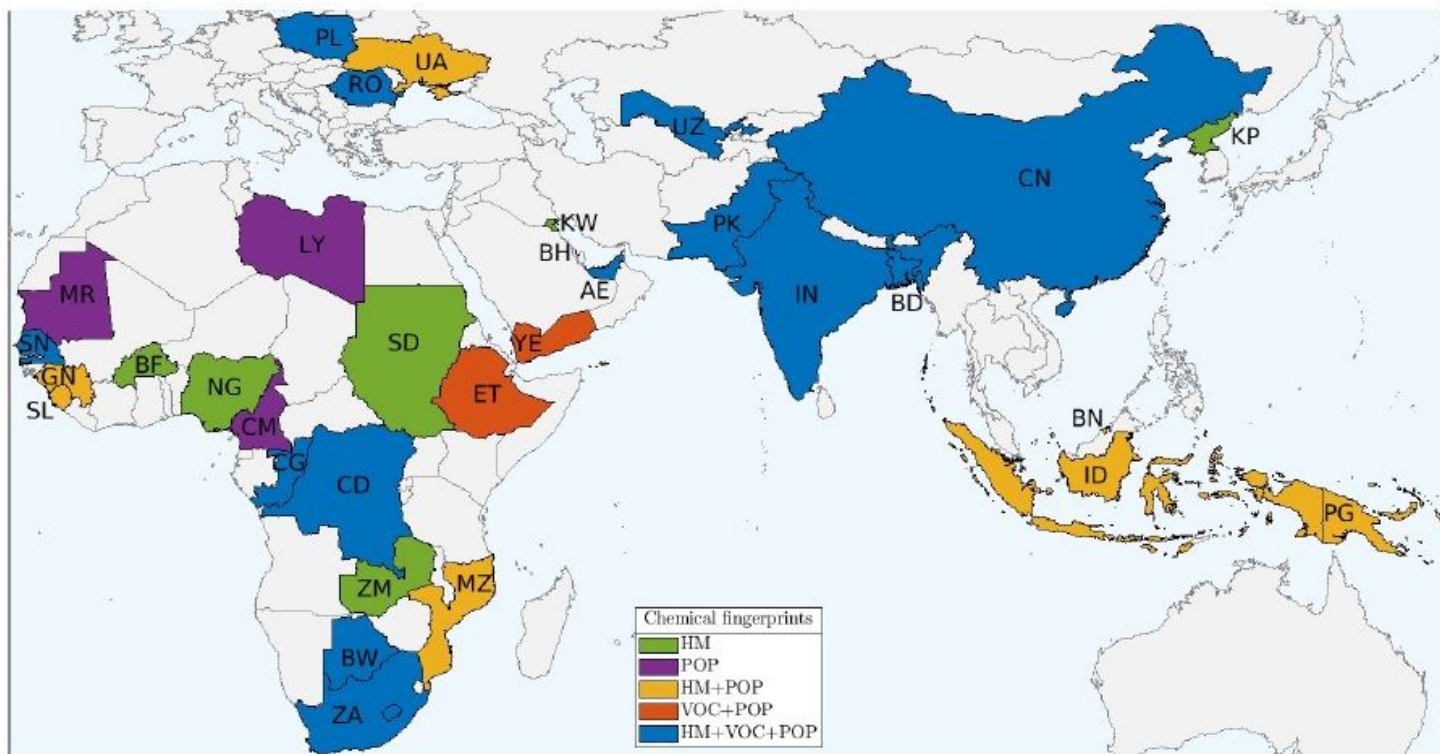 PL
UA
RO
UZ
KP
CN
LY
KW
PK
BH
MR
AE
IN
BD
SN
SD
YE
BF
GN
NG
ET
SL
CM
BN
CG
CD
ID
PG
MZ
ZM
Chemical fingerprints
HM
POP
BW
HM+POP
VOC+POP
ZA
HM+VOC+POP